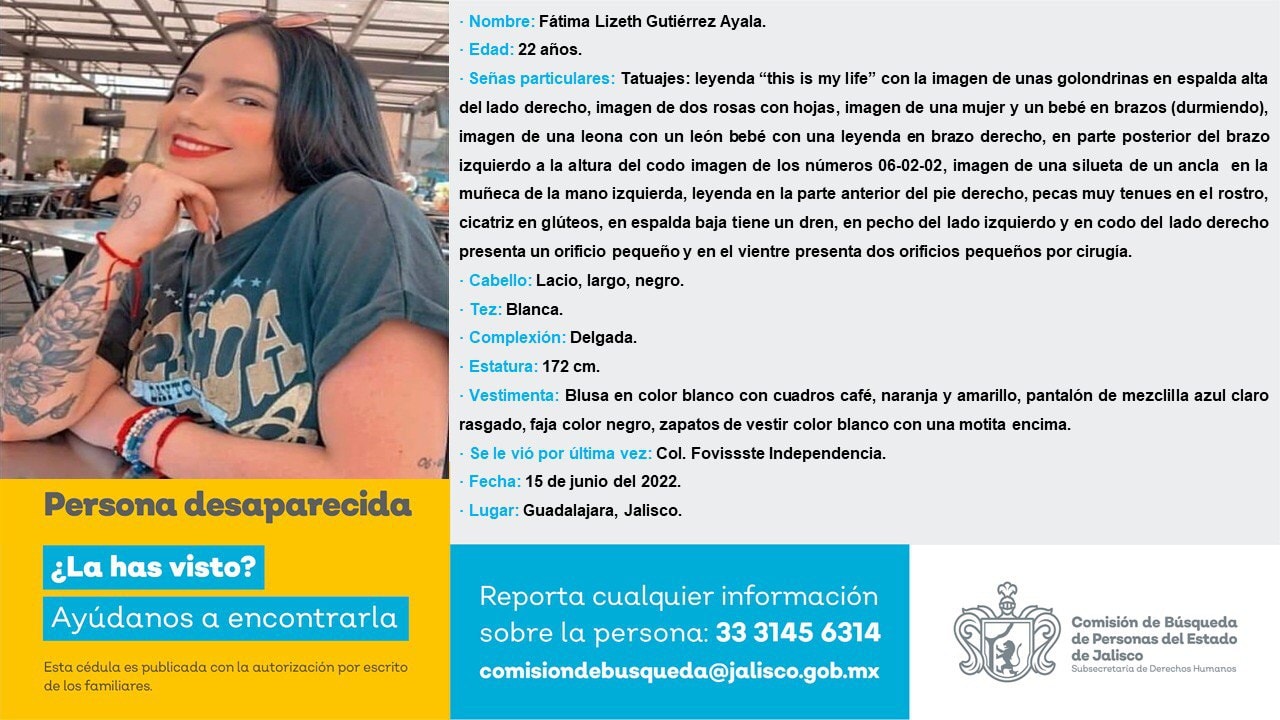 · Nombre: Fátima Lizeth Gutiérrez Ayala.
· Edad: 22 años.
· Señas particulares: Tatuajes: leyenda “this is my life” con la imagen de unas golondrinas en espalda alta
del lado derecho, imagen de dos rosas con hojas, imagen de una mujer y un bebé en brazos (durmiendo),
imagen de una leona con un león bebé con una leyenda en brazo derecho, en parte posterior del brazo
izquierdo a la altura del codo imagen de los números 06-02-02, imagen de una silueta de un ancla en la
muñeca de la mano izquierda, leyenda en la parte anterior del pie derecho, pecas muy tenues en el rostro,
cicatriz en glúteos, en espalda baja tiene un dren, en pecho del lado izquierdo y en codo del lado derecho
presenta un orificio pequeño y en el vientre presenta dos orificios pequeños por cirugía.
· Cabello: Lacio, largo, negro.
· Tez: Blanca.
· Complexión: Delgada.
· Estatura: 172 cm.
· Vestimenta: Blusa en color blanco con cuadros café, naranja y amarillo, pantalón de mezclilla azul claro
rasgado, faja color negro, zapatos de vestir color blanco con una motita encima.
· Se le vió por última vez: Col. Fovissste Independencia.
· Fecha: 15 de junio del 2022.
· Lugar: Guadalajara, Jalisco.
Persona desaparecida
¿La has visto?
Ayúdanos a encontrarla
Esta cédula es publicada con la autorización por escrito
de los familiares.
Reporta cualquier información
sobre la persona: 33 3145 6314
comisiondebusqueda@jalisco.gob.mx
Comisión de Búsqueda
de Personas del Estado
de Jalisco
Subsecretaría de Derechos Humanos